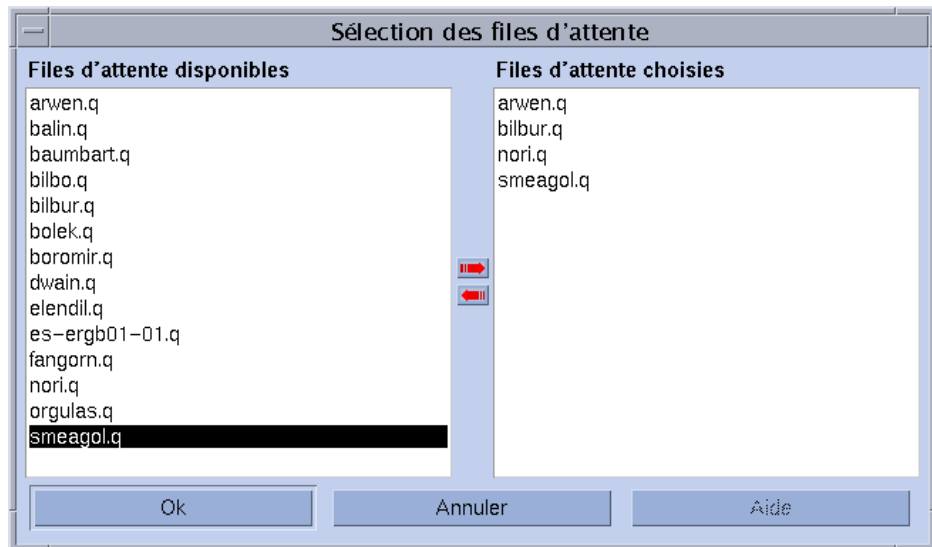 Sélection des files d'attente
Files d'attente disponibles
arwen.q
balin.q
baumbart.q
bilbo.q
bilbur.q
bolek.q
boromir.q
dwain.q
elendil.q
es-ergb01-01.q
fangorn.q
nori.q
orgulas.q
smeagol.q
Files d'attente choisies
arwen.q
bilbur.q
nori.q
smeagol.q
Ok
Annuler
Aide